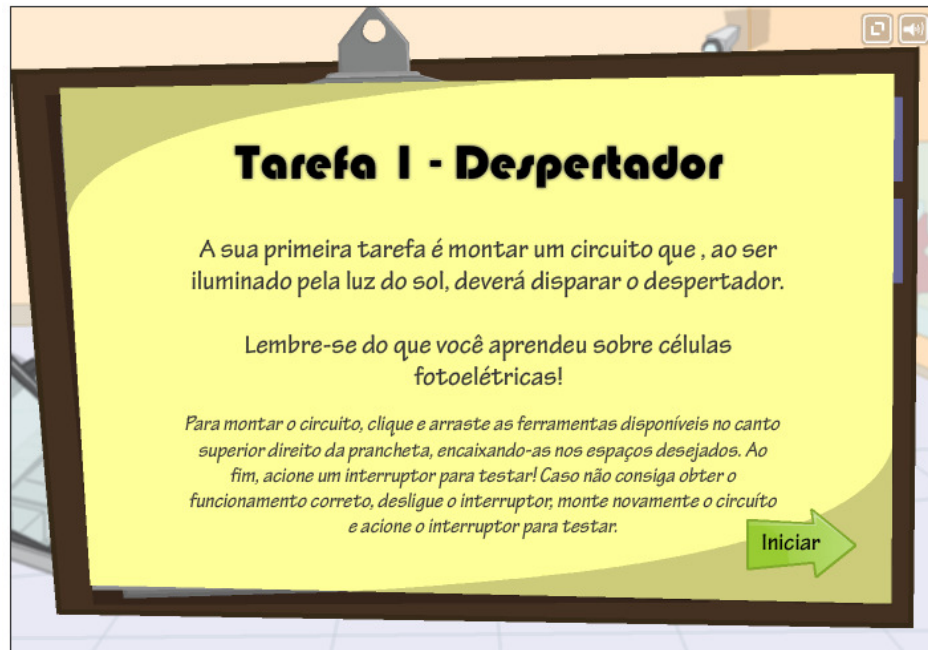 Tarefa 1 - Despertador
A sua primeira tarefa é montar um circuito que , ao ser
iluminado pela luz do sol, deverá disparar o despertador.
Lembre-se do que você aprendeu sobre células
fotoelétricas!
Para montar o circuito, clique e arraste as ferramentas disponíveis no canto
superior direito da prancheta, encaixando-as nos espaços desejados. Ao
fim, acione um interruptor para testar! Caso não consiga obter o
funcionamento correto, desligue o interruptor, monte novamente o circuíto
e acione o interruptor para testar.
Iniciar